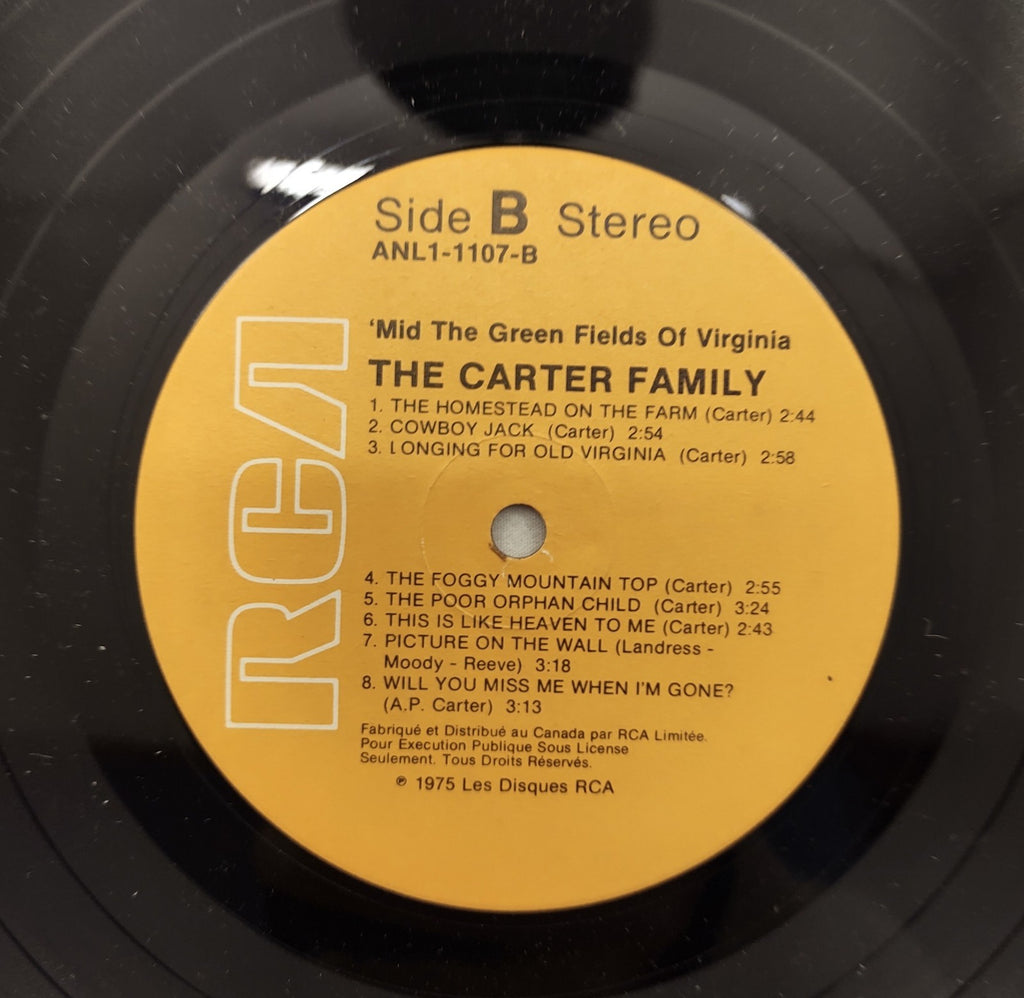 Side B Stereo
ANL1-1107-B
'Mid The Green Fields Of Virginia
THE CARTER FAMILY
1. THE HOMESTEAD ON THE FARM (Carter) 2:44
2. COWBOY JACK (Carter) 2:54
3. LONGING FOR OLD VIRGINIA (Carter) 2:58
RCA
4. THE FOGGY MOUNTAIN TOP (Carter) 2:55
5. THE POOR ORPHAN CHILD (Carter) 3:24
6. THIS IS LIKE HEAVEN TO ME (Carter) 2:43
7. PICTURE ON THE WALL (Landress -
Moody - Reeve) 3:18
8. WILL YOU MISS ME WHEN I'M GONE?
(A.P. Carter) 3:13
Fabriqué et Distribué au Canada par RCA Limitée.
Pour Execution Publique Sous License
Seulement. Tous Droits Réservés.
℗ 1975 Les Disques RCA